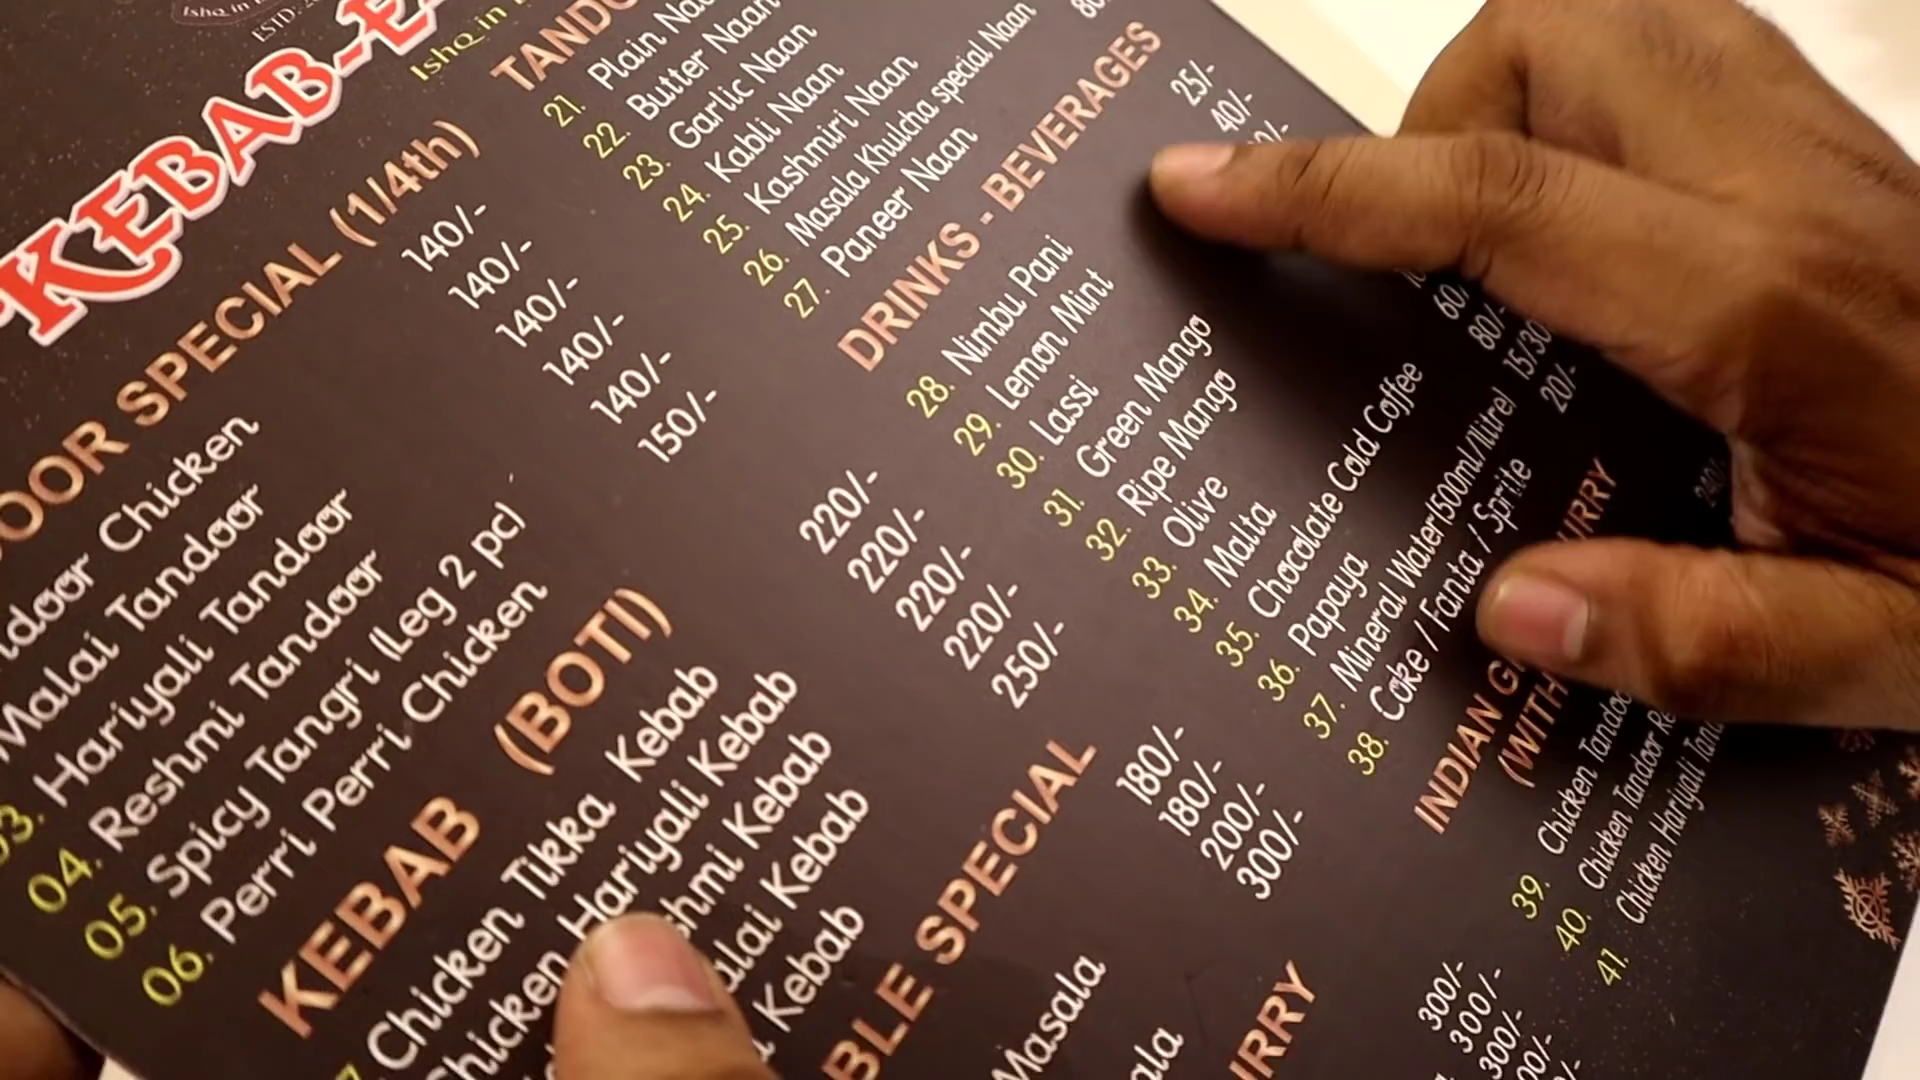 Ishq in
ESTD:
KEBAB-E
Ishq in
SPECIAL (1/4th)
Chicken 140/-
Malai Tandoor 140/-
03. Hariyali Tandoor 140/-
04. Reshmi Tandoor 140/-
05. Spicy Tangri (Leg 2 pc) 140/-
06. Perri Perri Chicken 150/-
KEBAB (BOTI)
Chicken Tikka Kebab 220/-
Chicken Hariyali Kebab 220/-
Kebab 220/-
Kebab 220/-
Kebab 250/-
SPECIAL
180/-
180/-
200/-
300/-
Masala
300/-
300/-
300/-
21. Plain
22. Butter Naan
23. Garlic Naan
24. Kabli Naan
25. Kashmiri Naan
26. Masala Khulcha special Naan
27. Paneer Naan
DRINKS - BEVERAGES
28. Nimbu Pani 25/-
29. Lemon Mint 40/-
30. Lassi
31. Green Mango
32. Ripe Mango
33. Olive
34. Malta
35. Chocolate Cold Coffee
36. Papaya 80/-
37. Mineral Water(500ml/1litre) 15/30
38. Coke / Fanta / Sprite 20/-
INDIAN
(WITH
39. Chicken
40. Chicken Tandoor
41. Chicken Hariyali